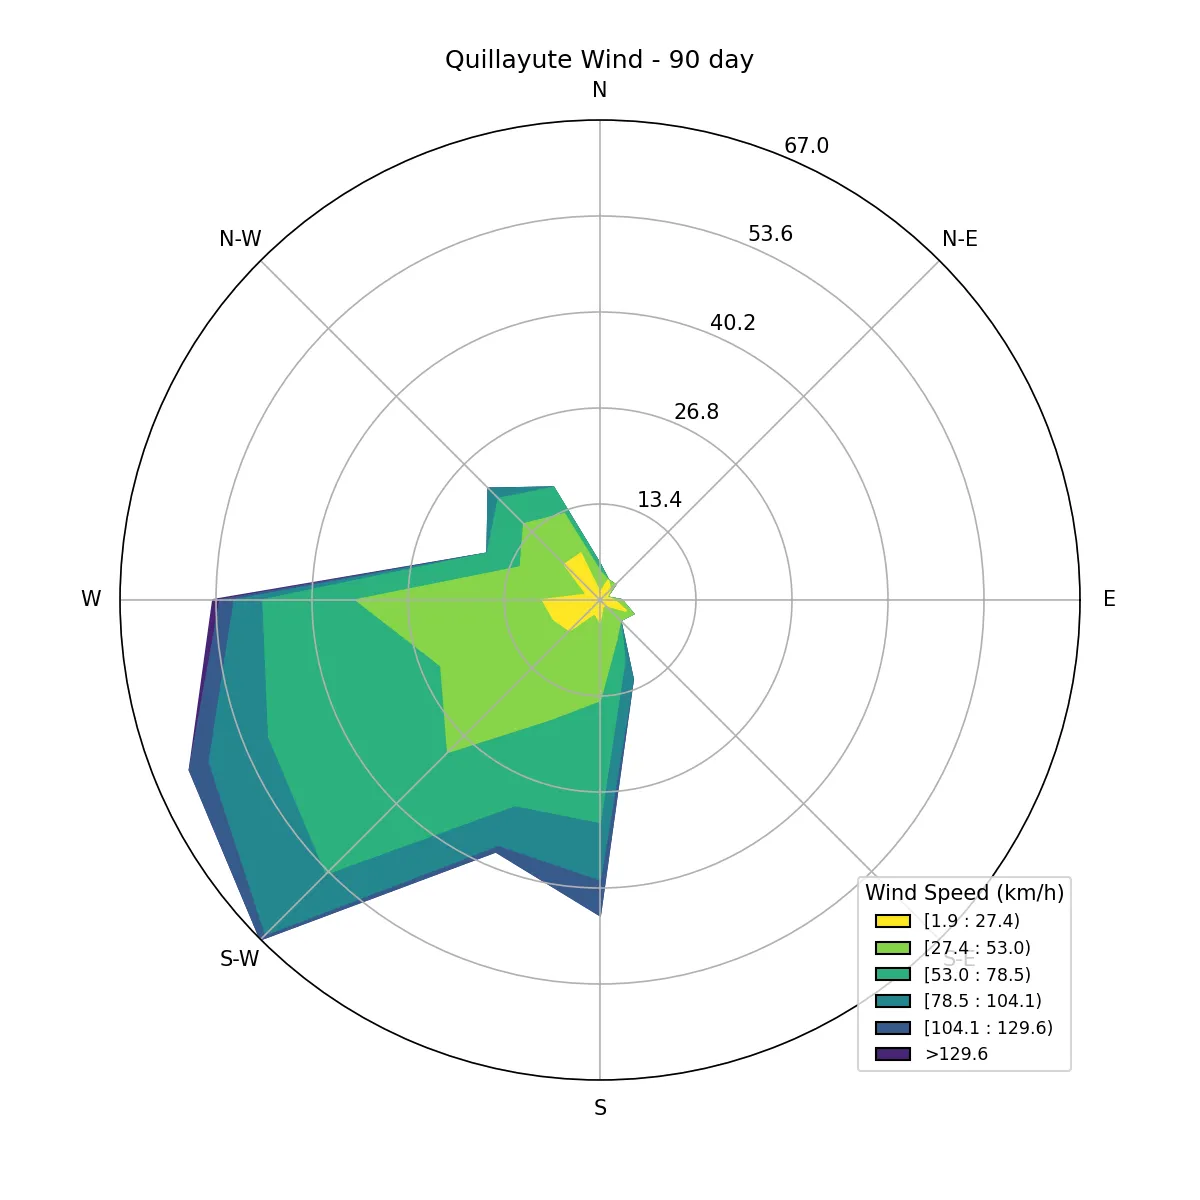 Quillayute Wind - 90 day
N
67.0
N-W
53.6
N-E
40.2
26.8
13.4
W
E
S-W
S-E
S
Wind Speed (km/h)
[1.9 : 27.4)
[27.4 : 53.0)
[53.0 : 78.5)
[78.5 : 104.1)
[104.1 : 129.6)
>129.6